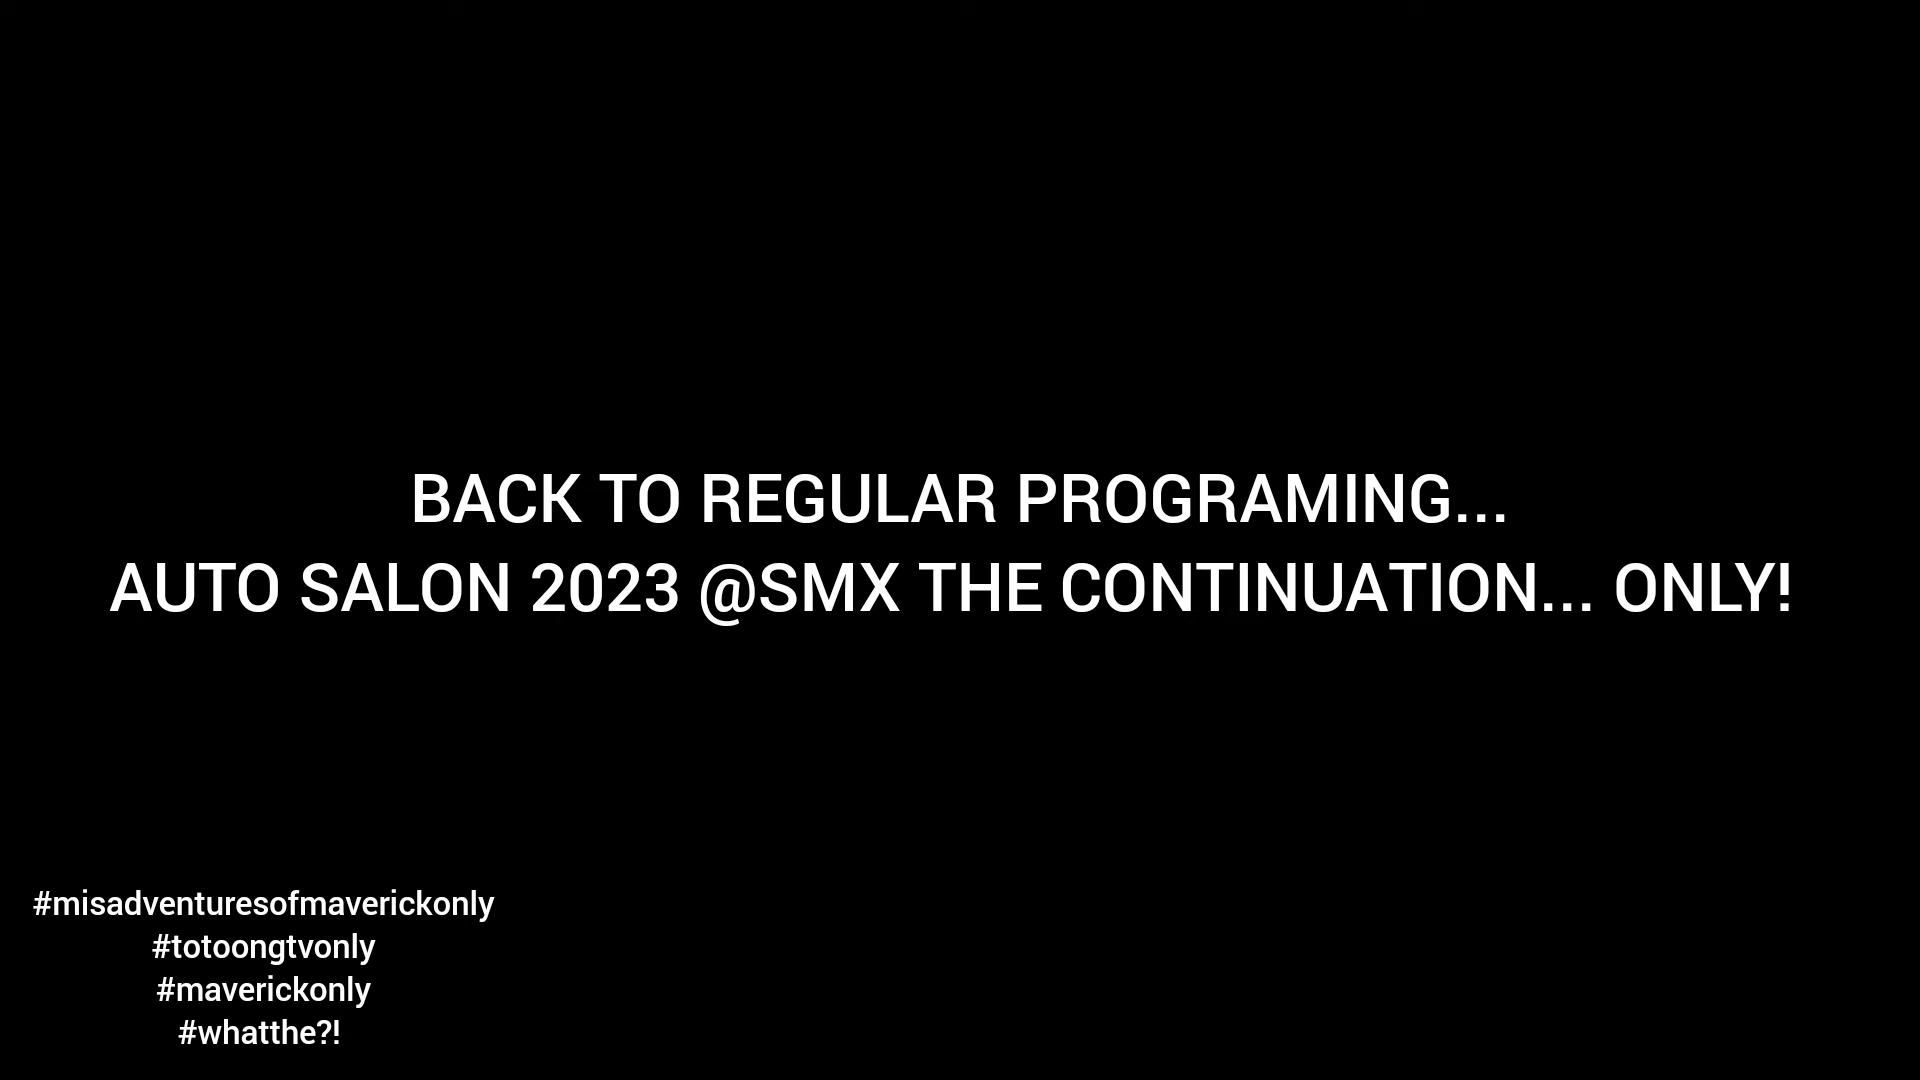 BACK TO REGULAR PROGRAMING...
AUTO SALON 2023 @SMX THE CONTINUATION... ONLY!
#misadventuresofmaverickonly
#totoongtvonly
#maverickonly
#whatthe?!